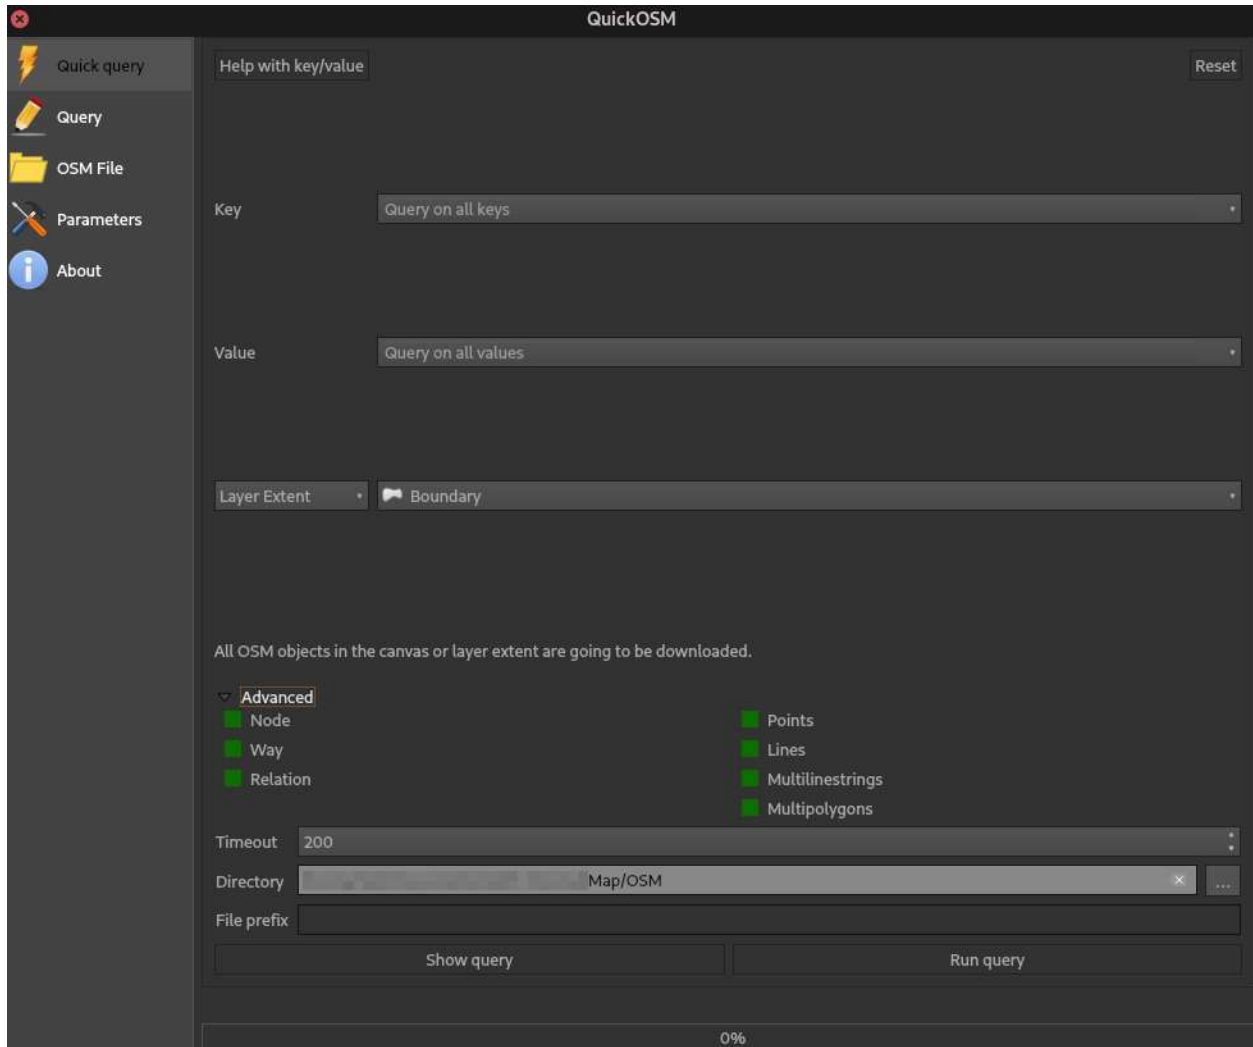 QuickOSM
Quick query
Query
OSM File
Parameters
About
Help with key/value
Reset
Key
Query on all keys
Value
Query on all values
Layer Extent
Boundary
All OSM objects in the canvas or layer extent are going to be downloaded.
Advanced
Node
Points
Way
Lines
Relation
Multilinestrings
Multipolygons
Timeout
200
Directory
Map/OSM
...
File prefix
Show query
Run query
0%